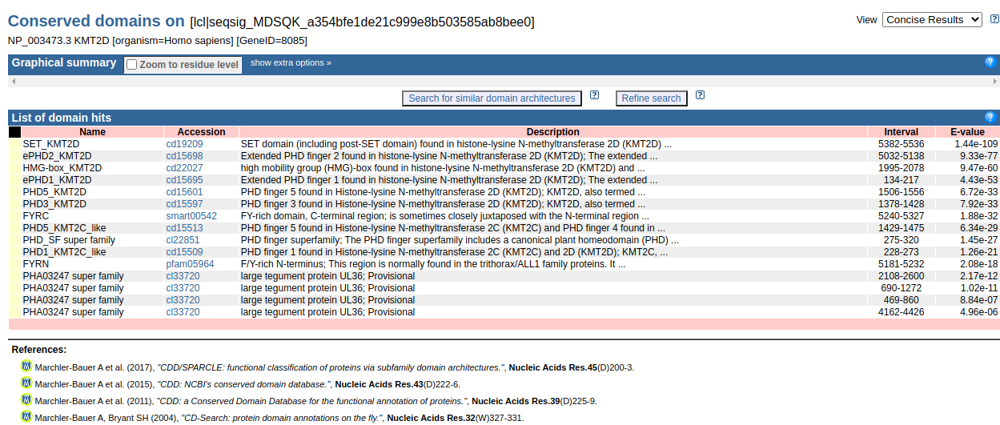 Conserved domains on [lcl|seqsig_MDSQK_a354bfe1de21c999e8b503585ab8bee0]
View Concise Results ?
NP_003473.3 KMT2D [organism=Homo sapiens] [GeneID=8085]
Graphical summary Zoom to residue level show extra options » ?
Search for similar domain architectures ? Refine search ?
List of domain hits ?
Name Accession Description Interval E-value
SET_KMT2D cd19209 SET domain (including post-SET domain) found in histone-lysine N-methyltransferase 2D (KMT2D) ... 5382-5536 1.44e-109
ePHD2_KMT2D cd15698 Extended PHD finger 2 found in histone-lysine N-methyltransferase 2D (KMT2D); The extended ... 5032-5138 9.33e-77
HMG-box_KMT2D cd22027 high mobility group (HMG)-box found in histone-lysine N-methyltransferase 2D (KMT2D) and ... 1995-2078 9.47e-60
ePHD1_KMT2D cd15695 Extended PHD finger 1 found in histone-lysine N-methyltransferase 2D (KMT2D); The extended ... 134-217 4.43e-53
PHD5_KMT2D cd15601 PHD finger 5 found in Histone-lysine N-methyltransferase 2D (KMT2D); KMT2D, also termed ... 1506-1556 6.72e-33
PHD3_KMT2D cd15597 PHD finger 3 found in Histone-lysine N-methyltransferase 2D (KMT2D); KMT2D, also termed ... 1378-1428 7.92e-33
FYRC smart00542 FY-rich domain, C-terminal region; is sometimes closely juxtaposed with the N-terminal region ... 5240-5327 1.88e-32
PHD5_KMT2C_like cd15513 PHD finger 5 found in Histone-lysine N-methyltransferase 2C (KMT2C) and PHD finger 4 found in ... 1429-1475 6.34e-29
PHD_SF super family cl22851 PHD finger superfamily; The PHD finger superfamily includes a canonical plant homeodomain (PHD) ... 275-320 1.45e-27
PHD1_KMT2C_like cd15509 PHD finger 1 found in Histone-lysine N-methyltransferase 2C (KMT2C) and 2D (KMT2D); KMT2C, ... 228-273 1.26e-21
FYRN pfam05964 F/Y-rich N-terminus; This region is normally found in the trithorax/ALL1 family proteins. It ... 5181-5232 2.08e-18
PHA03247 super family cl33720 large tegument protein UL36; Provisional 2108-2600 2.17e-12
PHA03247 super family cl33720 large tegument protein UL36; Provisional 690-1272 1.02e-11
PHA03247 super family cl33720 large tegument protein UL36; Provisional 469-860 8.84e-07
PHA03247 super family cl33720 large tegument protein UL36; Provisional 4162-4426 4.96e-06
References:
Marchler-Bauer A et al. (2017), "CDD/SPARCLE: functional classification of proteins via subfamily domain architectures.", Nucleic Acids Res.45(D)200-3.
Marchler-Bauer A et al. (2015), "CDD: NCBI's conserved domain database.", Nucleic Acids Res.43(D)222-6.
Marchler-Bauer A et al. (2011), "CDD: a Conserved Domain Database for the functional annotation of proteins.", Nucleic Acids Res.39(D)225-9.
Marchler-Bauer A, Bryant SH (2004), "CD-Search: protein domain annotations on the fly.", Nucleic Acids Res.32(W)327-331.